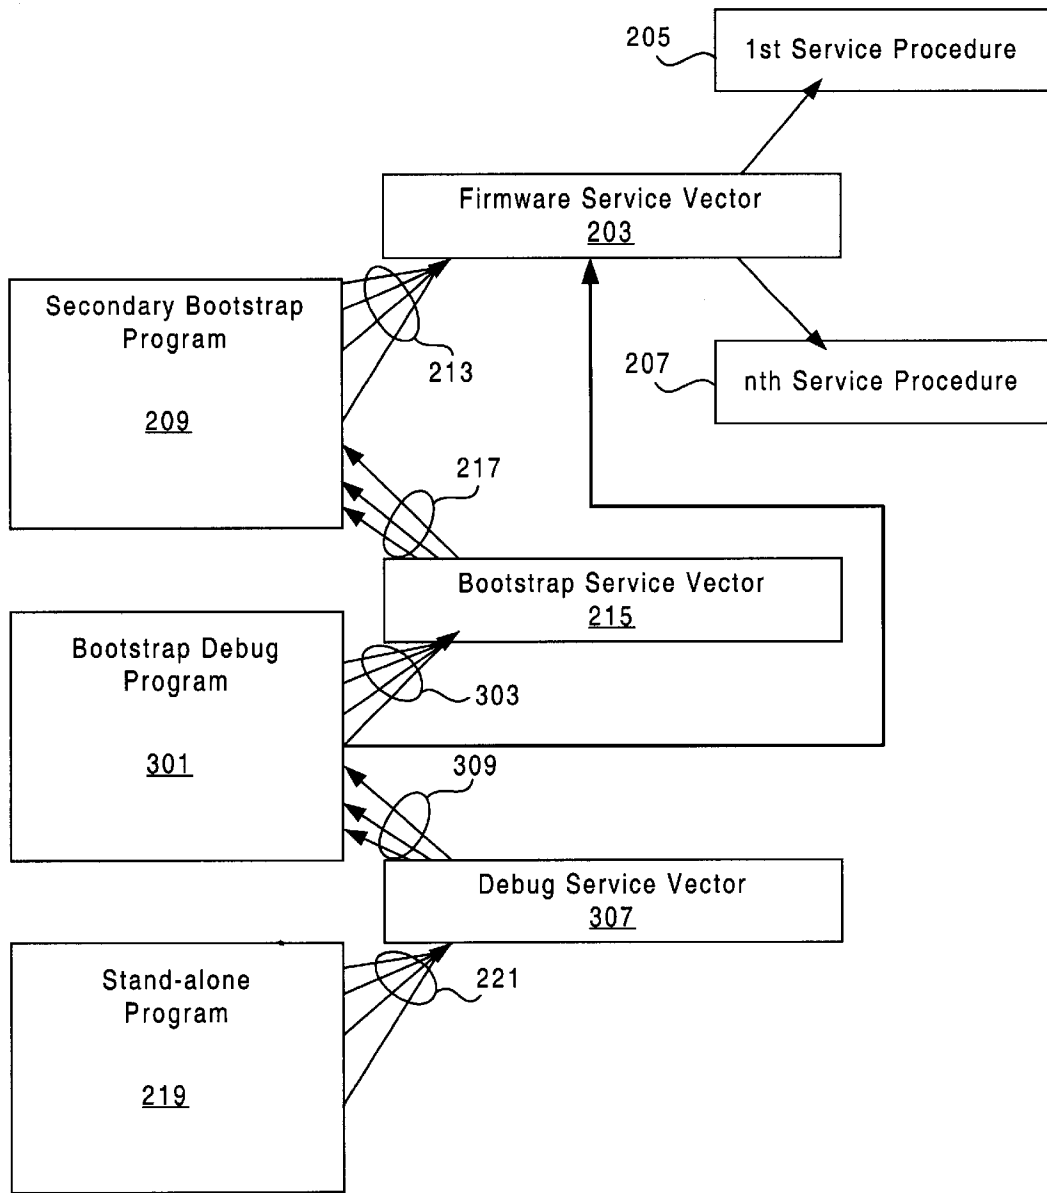 205
1st Service Procedure
Firmware Service Vector
203
Secondary Bootstrap
Program
209
213
207
nth Service Procedure
217
Bootstrap Service Vector
215
Bootstrap Debug
Program
301
303
309
Debug Service Vector
307
Stand-alone
Program
219
221